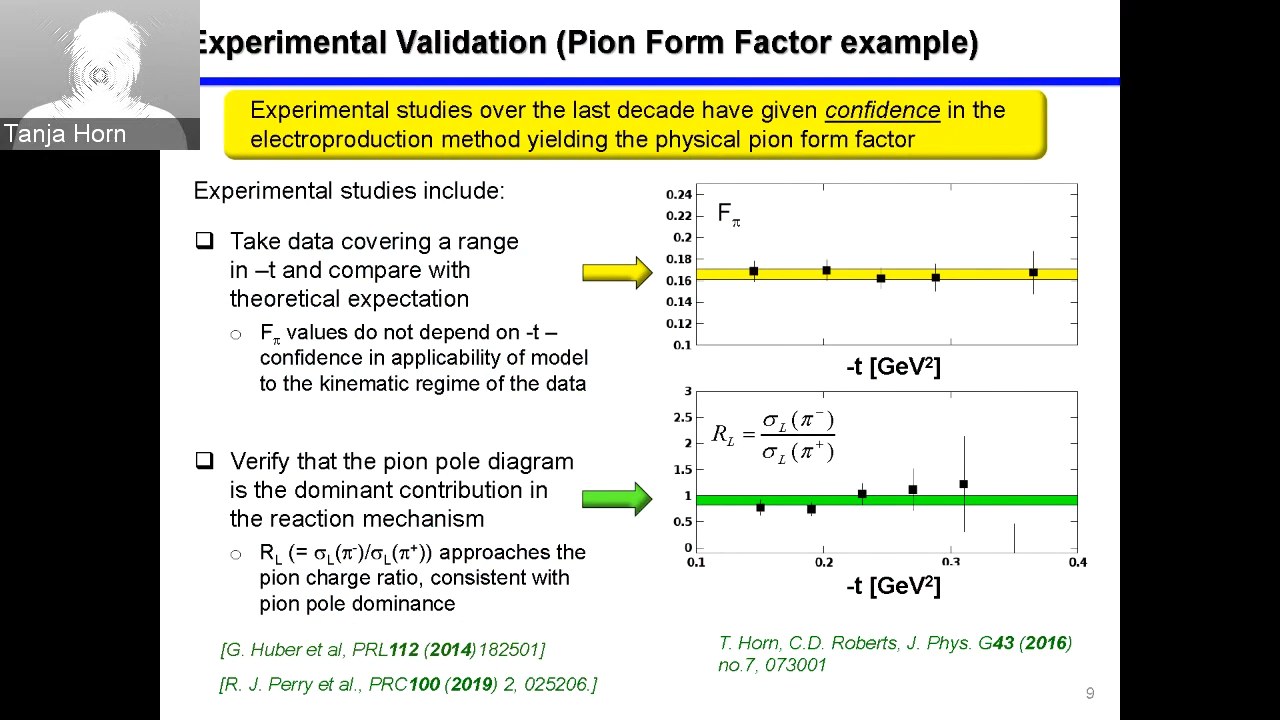 Experimental Validation (Pion Form Factor example)
Tanja Horn
Experimental studies over the last decade have given confidence in the
electroproduction method yielding the physical pion form factor
Experimental studies include:
❑ Take data covering a range
in –t and compare with
theoretical expectation
○ Fπ values do not depend on -t –
confidence in applicability of model
to the kinematic regime of the data
❑ Verify that the pion pole diagram
is the dominant contribution in
the reaction mechanism
○ RL (= σL(π-)/σL(π+)) approaches the
pion charge ratio, consistent with
pion pole dominance
[G. Huber et al, PRL112 (2014)182501]
[R. J. Perry et al., PRC100 (2019) 2, 025206.]
Fπ
0.24
0.22
0.2
0.18
0.16
0.14
0.12
0.1
-t [GeV²]
RL = σL(π−) / σL(π+)
3
2.5
2
1.5
1
0.5
0
0.1 0.2 0.3 0.4
-t [GeV²]
T. Horn, C.D. Roberts, J. Phys. G43 (2016)
no.7, 073001
9